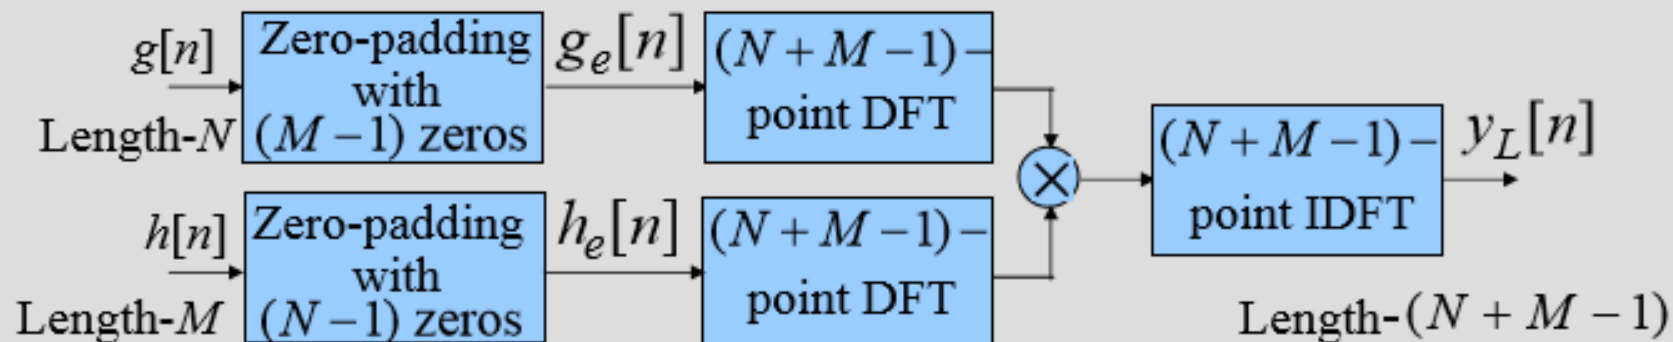 g[n]
Length-N
Zero-padding
with
(M−1) zeros
g_e[n]
(N+M−1)−
point DFT
h[n]
Length-M
Zero-padding
with
(N−1) zeros
h_e[n]
(N+M−1)−
point DFT
×
(N+M−1)−
point IDFT
y_L[n]
Length-(N+M−1)